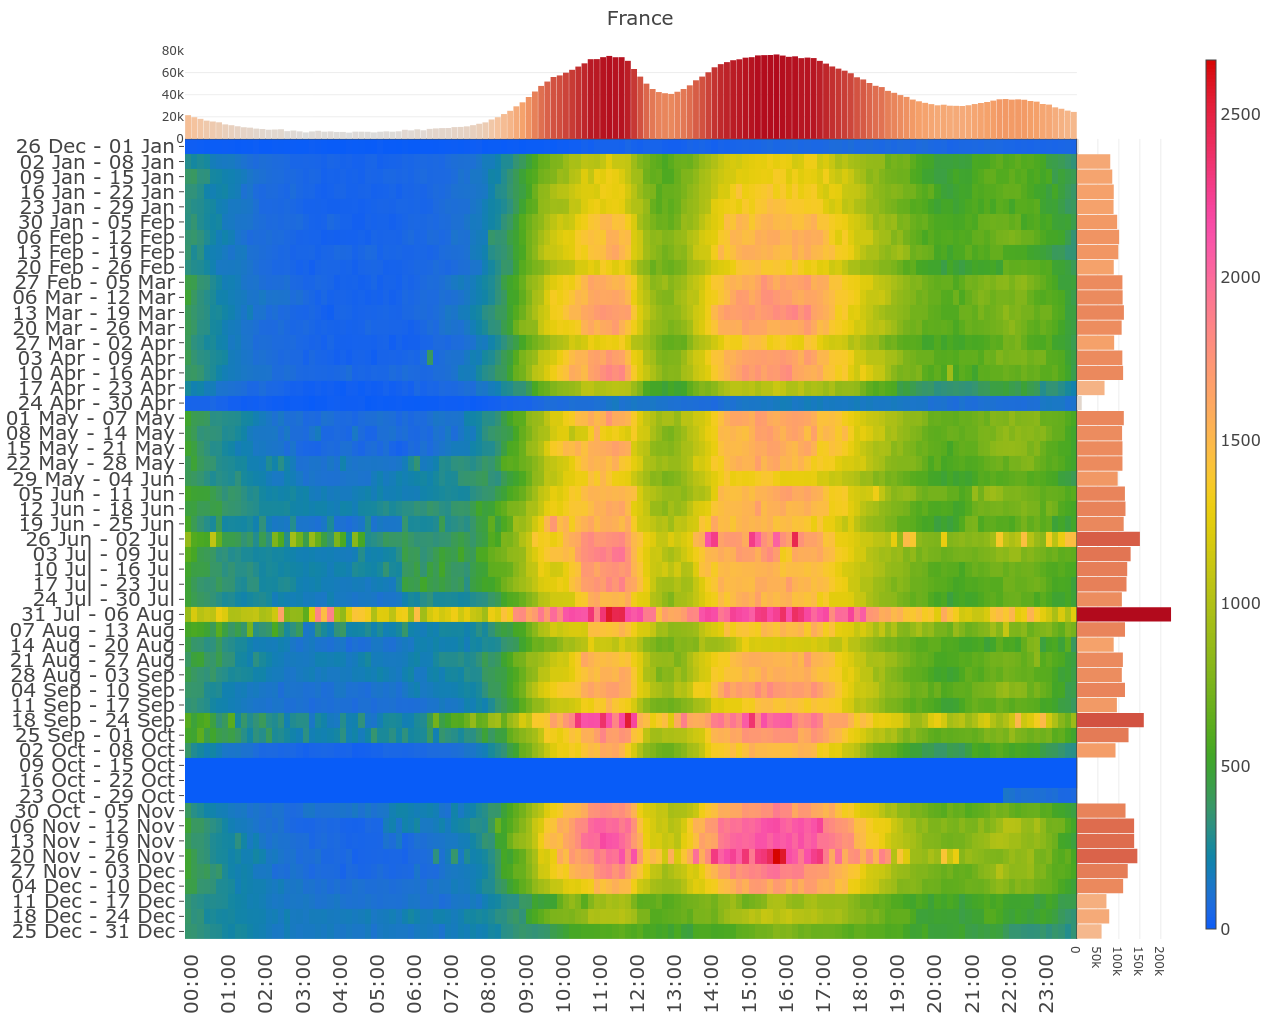 France
80k
60k
40k
20k
0
26 Dec - 01 Jan
02 Jan - 08 Jan
09 Jan - 15 Jan
16 Jan - 22 Jan
23 Jan - 29 Jan
30 Jan - 05 Feb
06 Feb - 12 Feb
13 Feb - 19 Feb
20 Feb - 26 Feb
27 Feb - 05 Mar
06 Mar - 12 Mar
13 Mar - 19 Mar
20 Mar - 26 Mar
27 Mar - 02 Apr
03 Apr - 09 Apr
10 Apr - 16 Apr
17 Apr - 23 Apr
24 Apr - 30 Apr
01 May - 07 May
08 May - 14 May
15 May - 21 May
22 May - 28 May
29 May - 04 Jun
05 Jun - 11 Jun
12 Jun - 18 Jun
19 Jun - 25 Jun
26 Jun - 02 Jul
03 Jul - 09 Jul
10 Jul - 16 Jul
17 Jul - 23 Jul
24 Jul - 30 Jul
31 Jul - 06 Aug
07 Aug - 13 Aug
14 Aug - 20 Aug
21 Aug - 27 Aug
28 Aug - 03 Sep
04 Sep - 10 Sep
11 Sep - 17 Sep
18 Sep - 24 Sep
25 Sep - 01 Oct
02 Oct - 08 Oct
09 Oct - 15 Oct
16 Oct - 22 Oct
23 Oct - 29 Oct
30 Oct - 05 Nov
06 Nov - 12 Nov
13 Nov - 19 Nov
20 Nov - 26 Nov
27 Nov - 03 Dec
04 Dec - 10 Dec
11 Dec - 17 Dec
18 Dec - 24 Dec
25 Dec - 31 Dec
00:00 01:00 02:00 03:00 04:00 05:00 06:00 07:00 08:00 09:00 10:00 11:00 12:00 13:00 14:00 15:00 16:00 17:00 18:00 19:00 20:00 21:00 22:00 23:00
0 50k 100k 150k 200k
2500
2000
1500
1000
500
0